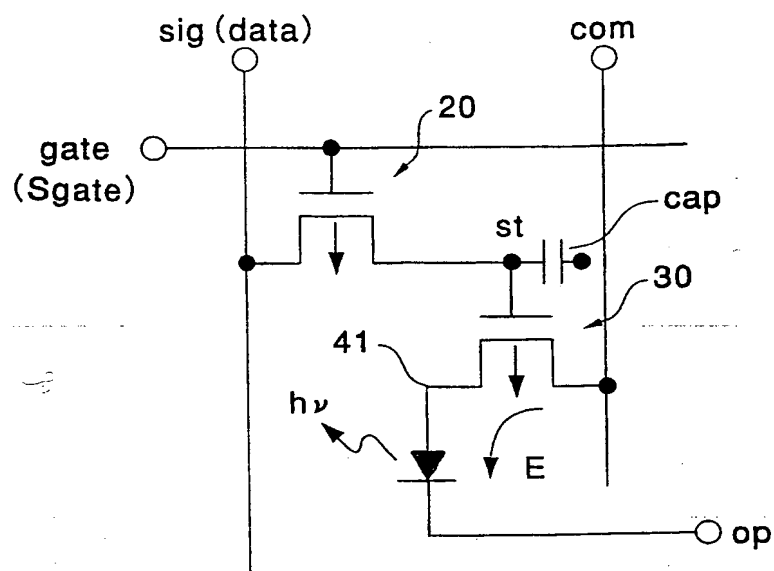 sig (data)
com
20
gate
(Sgate)
cap
st
30
41
hν
E
op